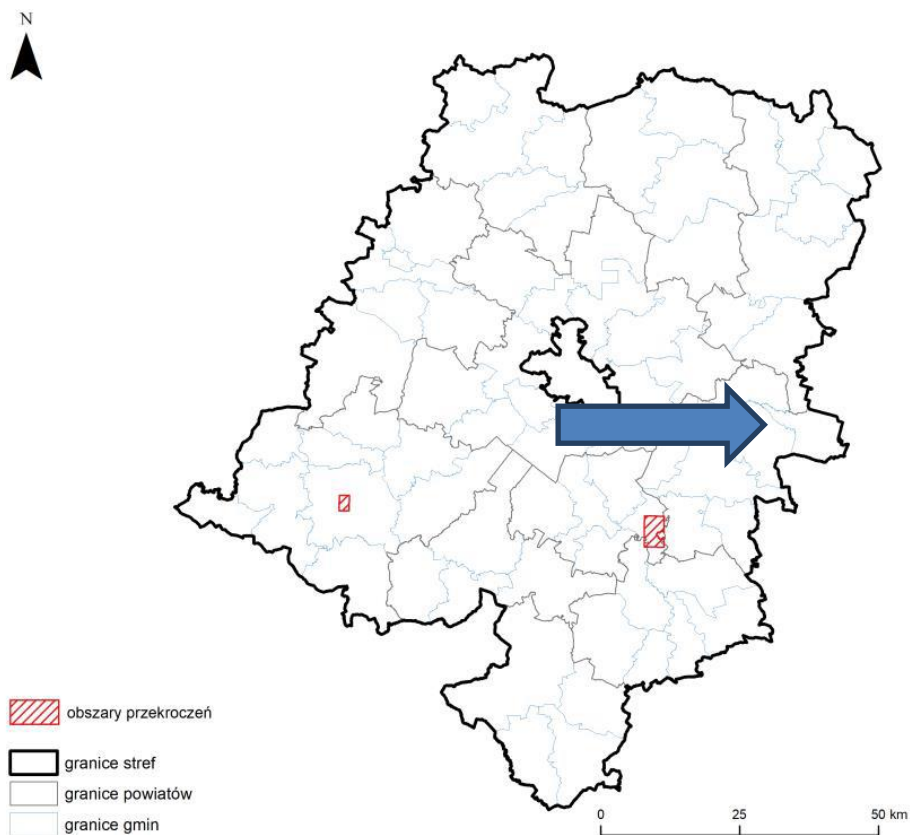 N
obszary przekroczeń
granice stref
granice powiatów
granice gmin
0 25 50 km